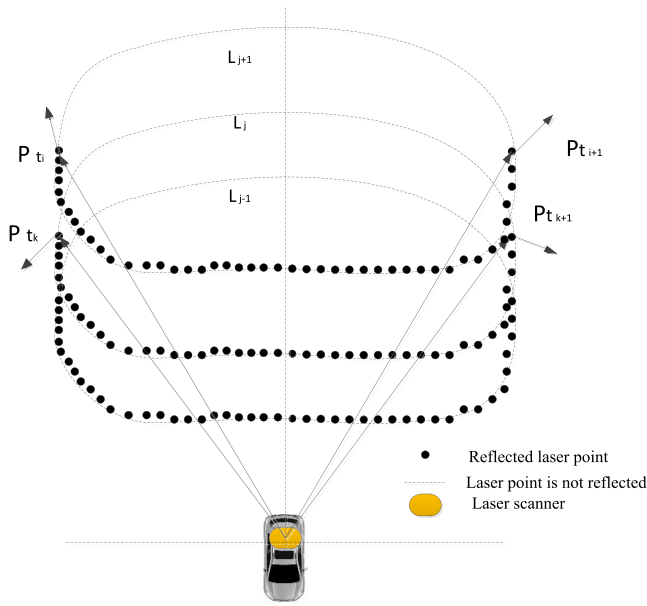 L j+1
L j
P ti
Pt i+1
L j-1
Pt k+1
P tk
Reflected laser point
Laser point is not reflected
Laser scanner